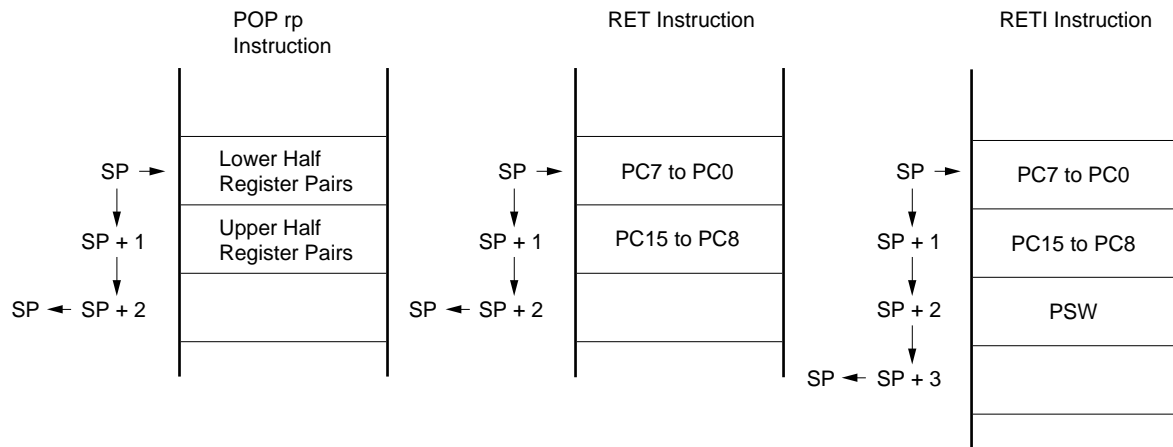 POP rp
Instruction
SP
Lower Half
Register Pairs
SP + 1
Upper Half
Register Pairs
SP
SP + 2
RET Instruction
SP
PC7 to PC0
SP + 1
PC15 to PC8
SP
SP + 2
RETI Instruction
SP
PC7 to PC0
SP + 1
PC15 to PC8
SP + 2
PSW
SP
SP + 3